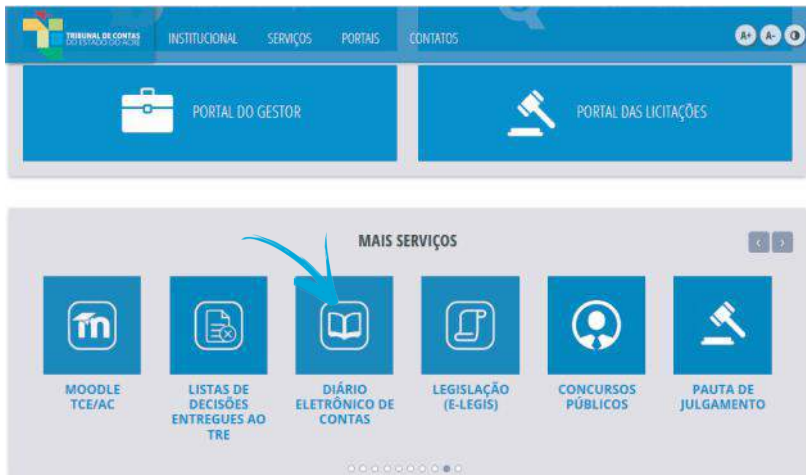 TRIBUNAL DE CONTAS
DO ESTADO DO ACRE
INSTITUCIONAL
SERVIÇOS
PORTAIS
CONTATOS
A+
A-
PORTAL DO GESTOR
PORTAL DAS LICITAÇÕES
MAIS SERVIÇOS
MOODLE
TCE/AC
LISTAS DE
DECISÕES
ENTREGUES AO
TRE
DIÁRIO
ELETRÔNICO DE
CONTAS
LEGISLAÇÃO
(E-LEGIS)
CONCURSOS
PÚBLICOS
PAUTA DE
JULGAMENTO